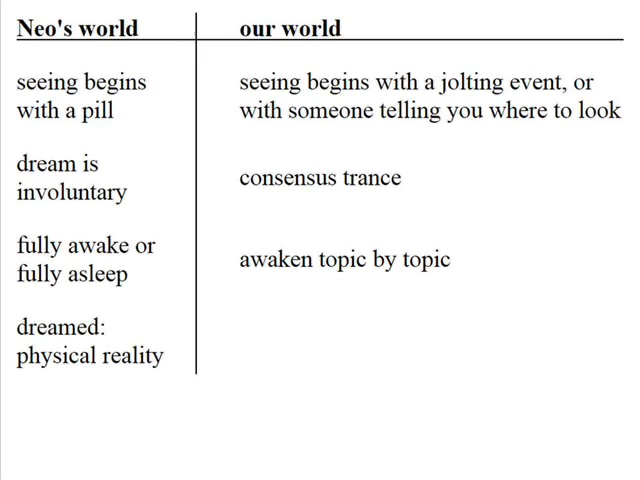 Neo's world our world
seeing begins
with a pill
seeing begins with a jolting event, or
with someone telling you where to look
dream is
involuntary
consensus trance
fully awake or
fully asleep
awaken topic by topic
dreamed:
physical reality